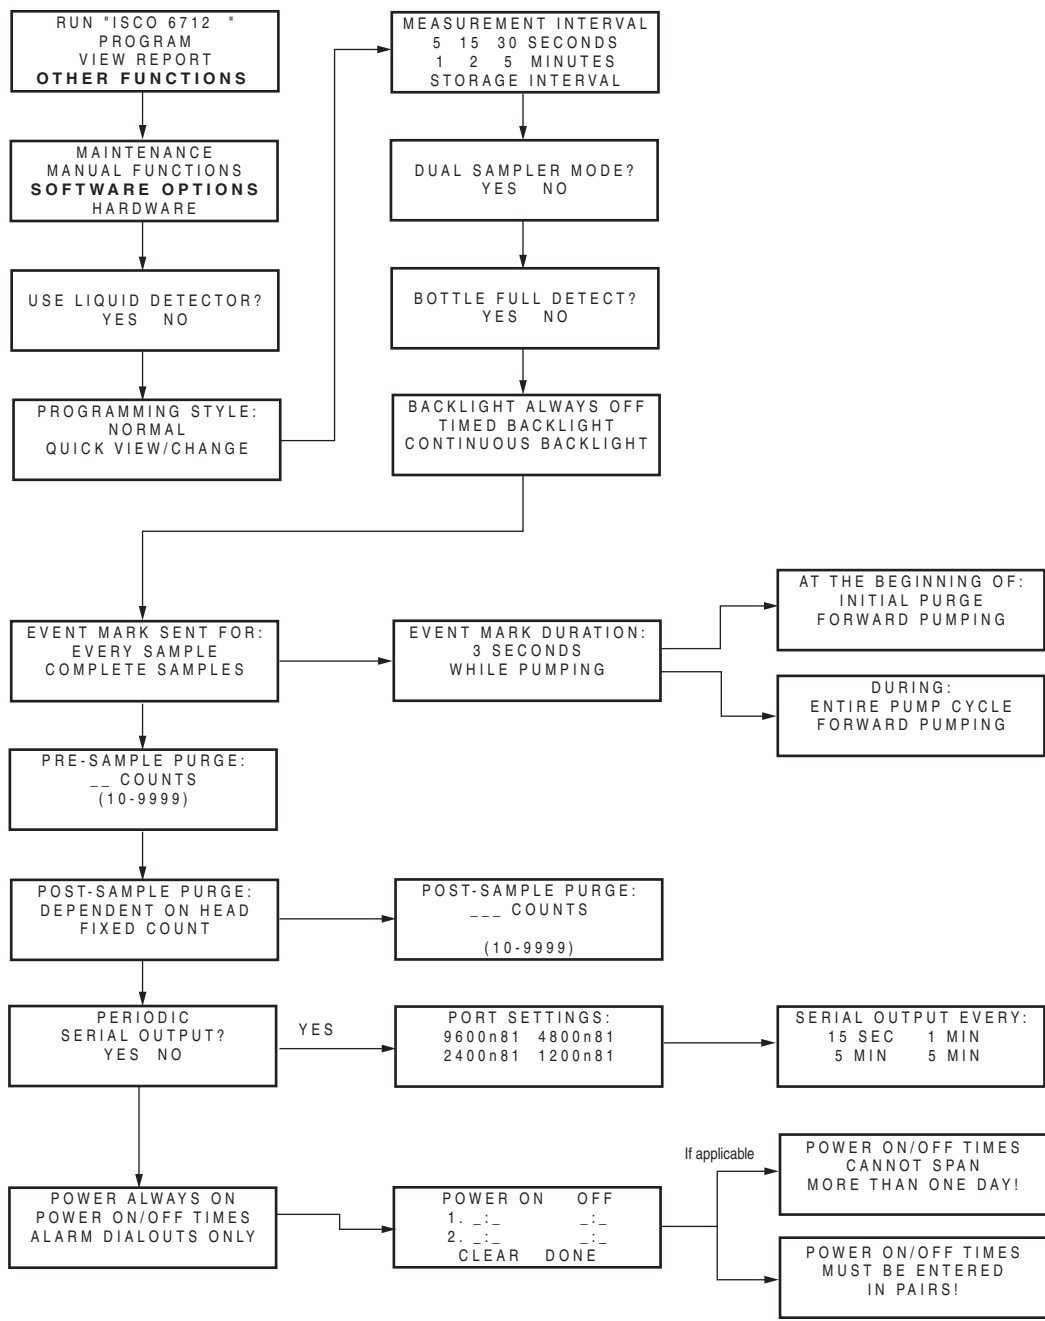 RUN "ISCO 6712 "
PROGRAM
VIEW REPORT
OTHER FUNCTIONS
MAINTENANCE
MANUAL FUNCTIONS
SOFTWARE OPTIONS
HARDWARE
USE LIQUID DETECTOR?
YES NO
PROGRAMMING STYLE:
NORMAL
QUICK VIEW/CHANGE
MEASUREMENT INTERVAL
5 15 30 SECONDS
1 2 5 MINUTES
STORAGE INTERVAL
DUAL SAMPLER MODE?
YES NO
BOTTLE FULL DETECT?
YES NO
BACKLIGHT ALWAYS OFF
TIMED BACKLIGHT
CONTINUOUS BACKLIGHT
EVENT MARK SENT FOR:
EVERY SAMPLE
COMPLETE SAMPLES
EVENT MARK DURATION:
3 SECONDS
WHILE PUMPING
AT THE BEGINNING OF:
INITIAL PURGE
FORWARD PUMPING
DURING:
ENTIRE PUMP CYCLE
FORWARD PUMPING
PRE-SAMPLE PURGE:
_ _ COUNTS
(10-9999)
POST-SAMPLE PURGE:
DEPENDENT ON HEAD
FIXED COUNT
POST-SAMPLE PURGE:
_ _ _ COUNTS
(10-9999)
PERIODIC
SERIAL OUTPUT?
YES NO
YES
PORT SETTINGS:
9600n81 4800n81
2400n81 1200n81
SERIAL OUTPUT EVERY:
15 SEC 1 MIN
5 MIN 5 MIN
POWER ALWAYS ON
POWER ON/OFF TIMES
ALARM DIALOUTS ONLY
POWER ON OFF
1. _:_ _:_
2. _:_ _:_
CLEAR DONE
If applicable
POWER ON/OFF TIMES
CANNOT SPAN
MORE THAN ONE DAY!
POWER ON/OFF TIMES
MUST BE ENTERED
IN PAIRS!